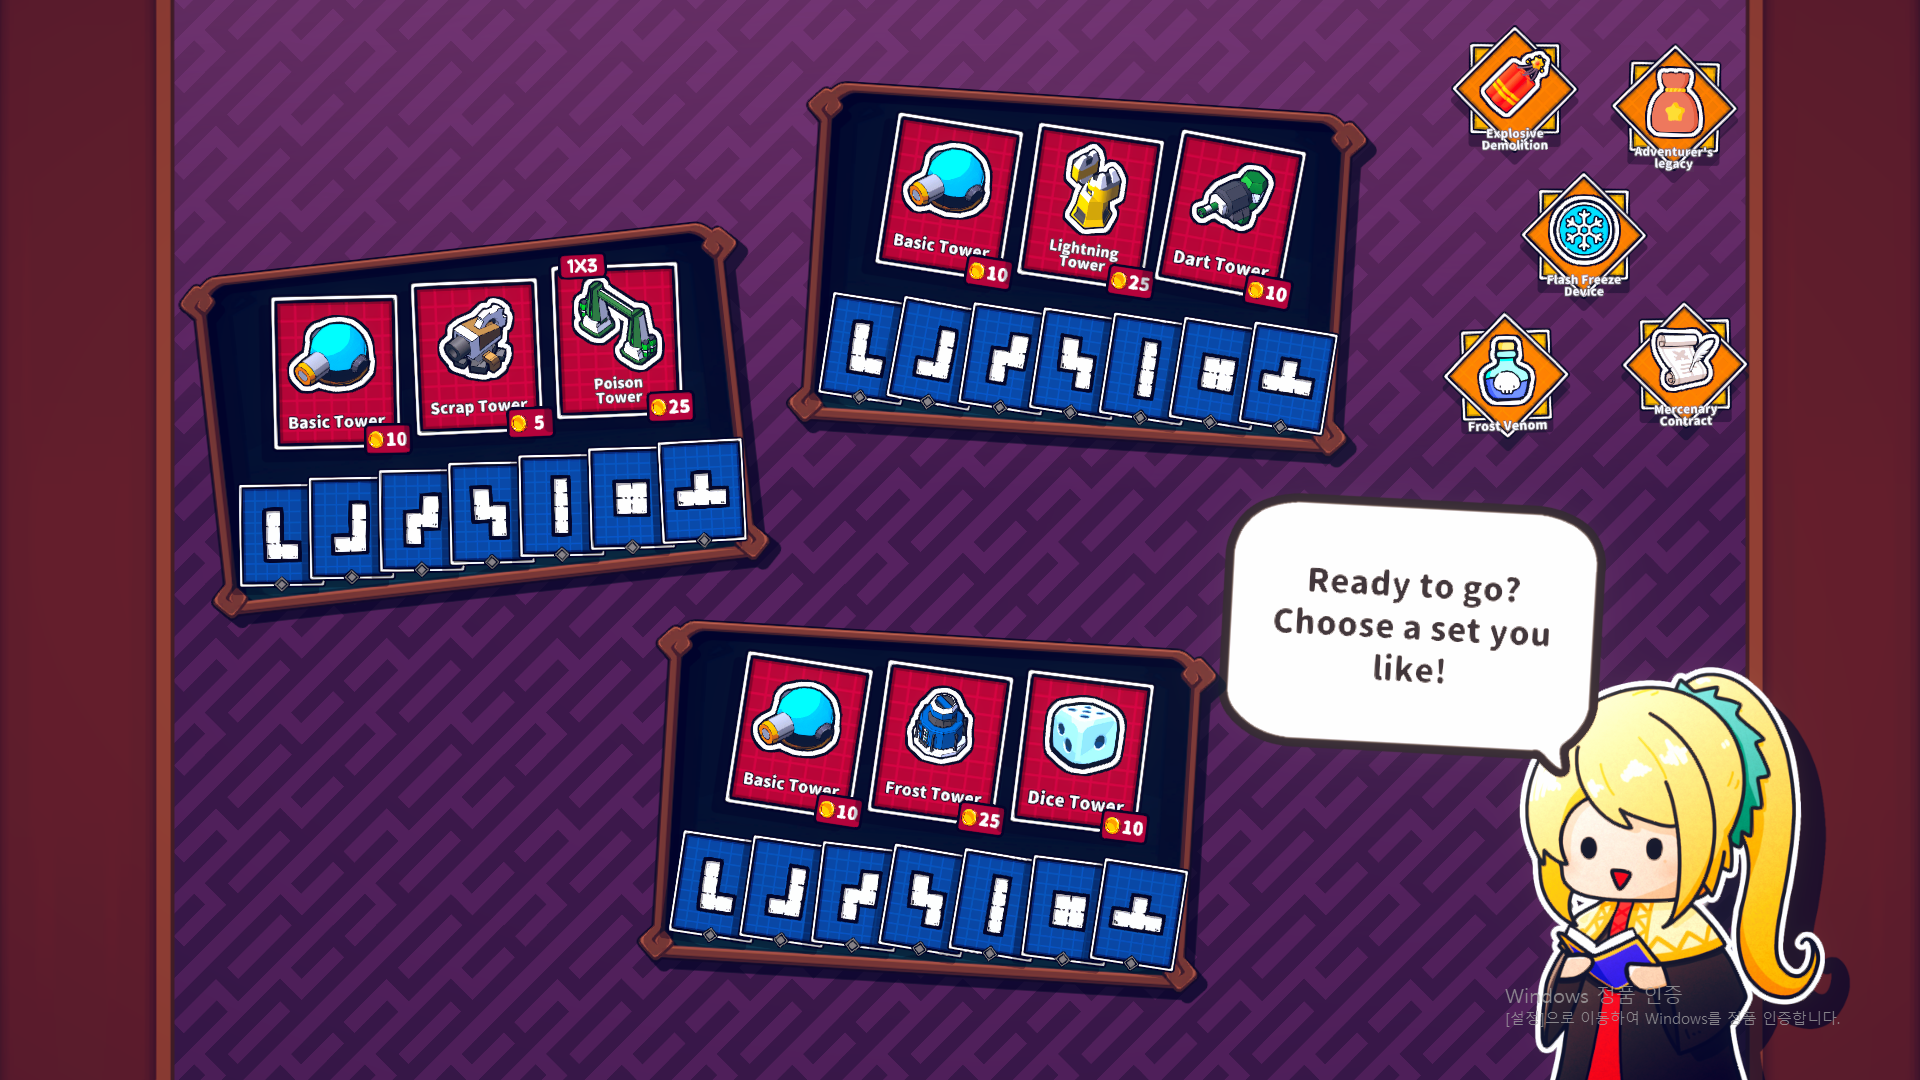 1X3
Basic Tower
10
Scrap Tower
5
Poison
Tower
25
Basic Tower
10
Lightning
Tower
25
Dart Tower
10
Explosive
Demolition
Adventurer's
legacy
Flash Freeze
Device
Frost Venom
Mercenary
Contract
Ready to go?
Choose a set you
like!
Basic Tower
10
Frost Tower
25
Dice Tower
10
Windows 정품 인증
[설정]으로 이동하여 Windows를 정품 인증합니다.